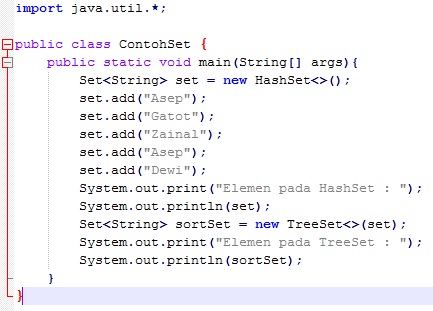 import java.util.*;
public class ContohSet {
public static void main(String[] args){
Set<String> set = new HashSet<>();
set.add("Asep");
set.add("Gatot");
set.add("Zainal");
set.add("Asep");
set.add("Dewi");
System.out.print("Elemen pada HashSet : ");
System.out.println(set);
Set<String> sortSet = new TreeSet<>(set);
System.out.print("Elemen pada TreeSet : ");
System.out.println(sortSet);
}
}